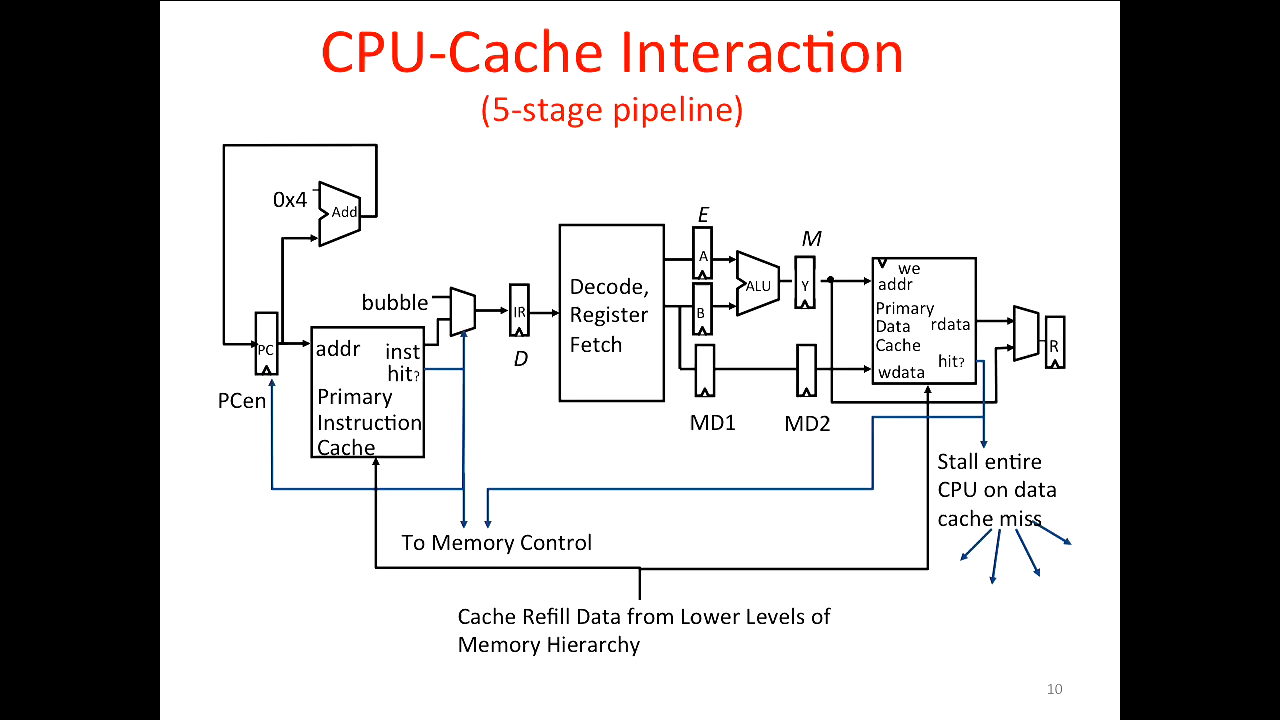 CPU-Cache Interaction
(5-stage pipeline)
0x4
Add
bubble
PC
addr
inst
hit?
PCen
Primary
Instruction
Cache
IR
D
Decode,
Register
Fetch
E
A
B
ALU
M
Y
MD1
MD2
we
addr
Primary
Data
Cache
rdata
hit?
wdata
R
Stall entire
CPU on data
cache miss
To Memory Control
Cache Refill Data from Lower Levels of
Memory Hierarchy
10